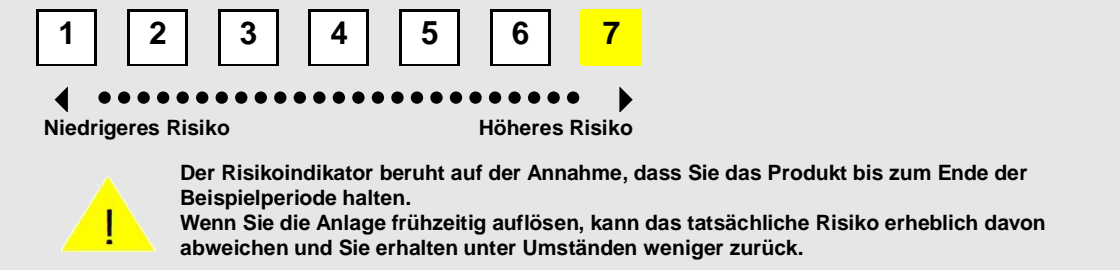 1 2 3 4 5 6 7
Niedrigeres Risiko Höheres Risiko
Der Risikoindikator beruht auf der Annahme, dass Sie das Produkt bis zum Ende der
Beispielperiode halten.
Wenn Sie die Anlage frühzeitig auflösen, kann das tatsächliche Risiko erheblich davon
abweichen und Sie erhalten unter Umständen weniger zurück.
!